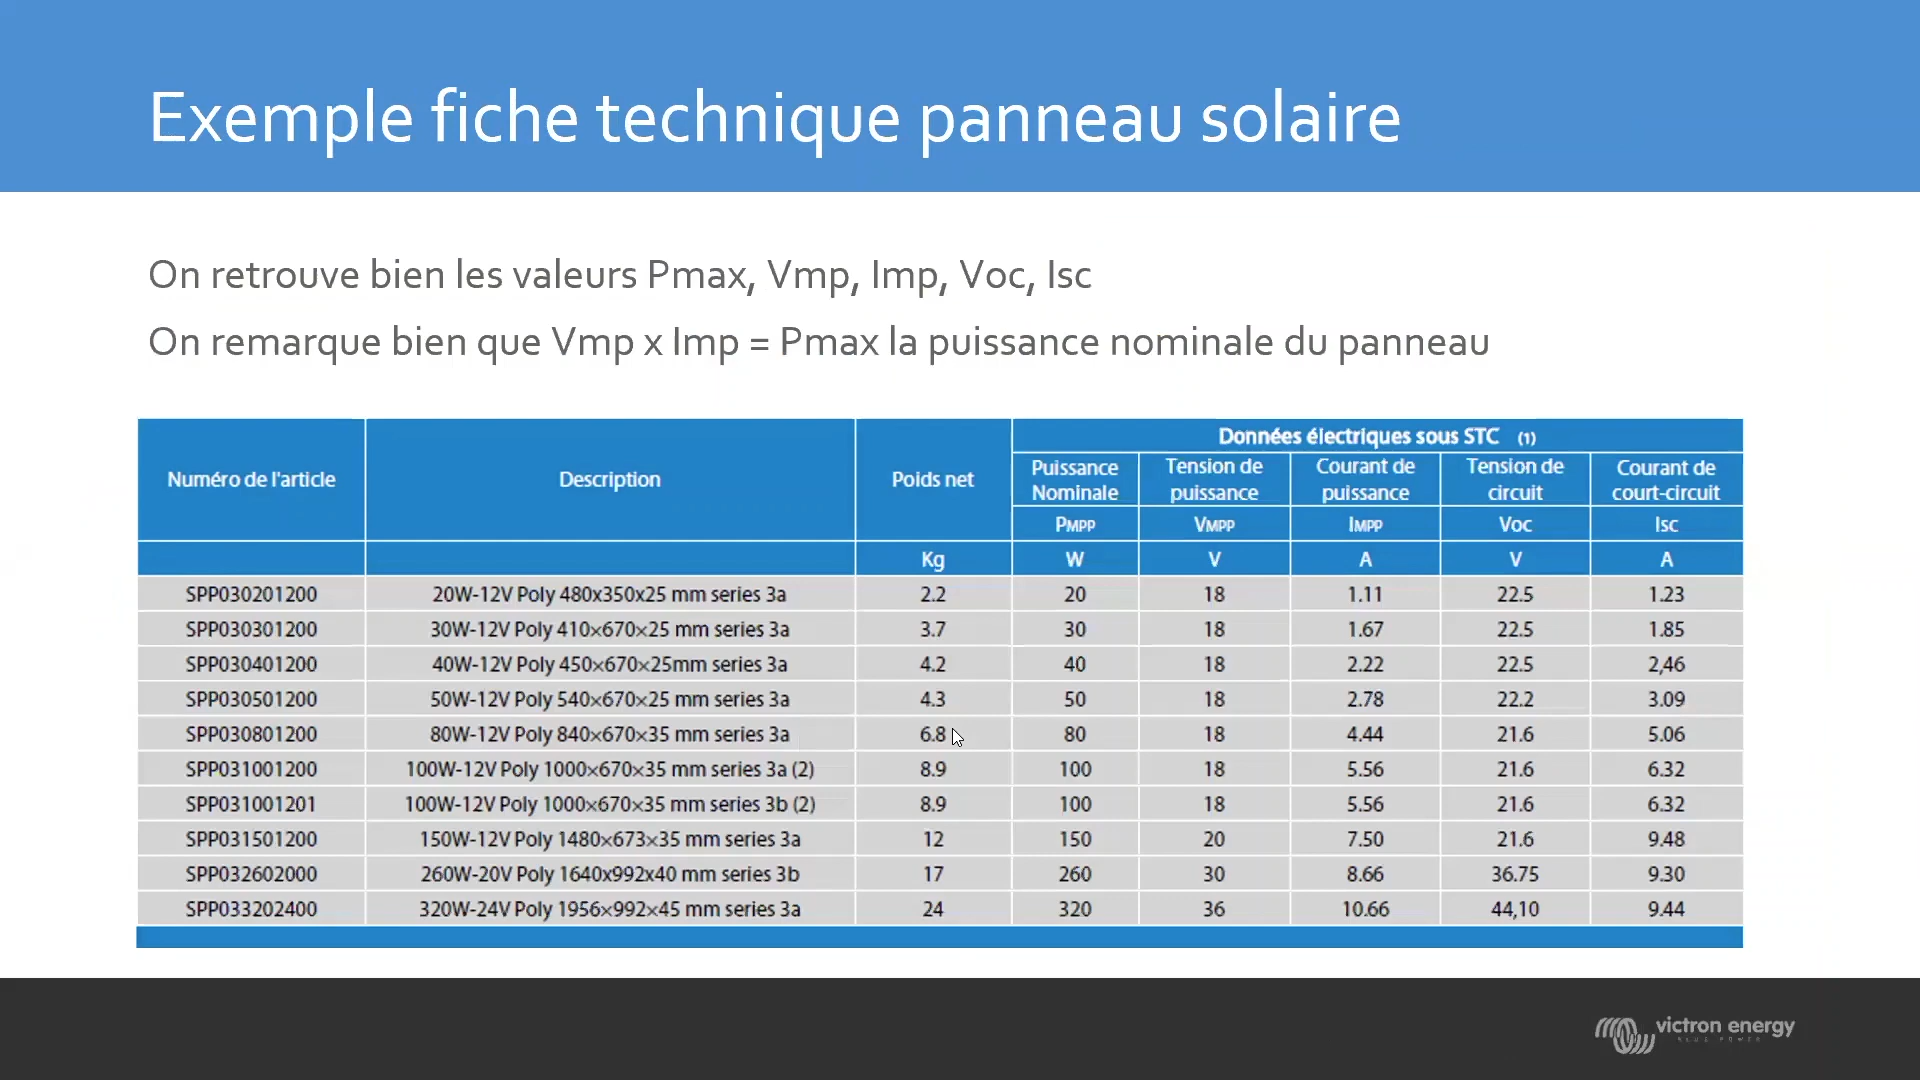 Exemple fiche technique panneau solaire
On retrouve bien les valeurs Pmax, Vmp, Imp, Voc, Isc
On remarque bien que Vmp x Imp = Pmax la puissance nominale du panneau
Données électriques sous STC (1)
Numéro de l'article Description Poids net Puissance Nominale Tension de puissance Courant de puissance Tension de circuit Courant de court-circuit
PMPP VMPP IMPP Voc Isc
Kg W V A V A
SPP030201200 20W-12V Poly 480x350x25 mm series 3a 2.2 20 18 1.11 22.5 1.23
SPP030301200 30W-12V Poly 410×670×25 mm series 3a 3.7 30 18 1.67 22.5 1.85
SPP030401200 40W-12V Poly 450×670×25mm series 3a 4.2 40 18 2.22 22.5 2,46
SPP030501200 50W-12V Poly 540×670×25 mm series 3a 4.3 50 18 2.78 22.2 3.09
SPP030801200 80W-12V Poly 840×670×35 mm series 3a 6.8 80 18 4.44 21.6 5.06
SPP031001200 100W-12V Poly 1000×670×35 mm series 3a (2) 8.9 100 18 5.56 21.6 6.32
SPP031001201 100W-12V Poly 1000×670×35 mm series 3b (2) 8.9 100 18 5.56 21.6 6.32
SPP031501200 150W-12V Poly 1480×673×35 mm series 3a 12 150 20 7.50 21.6 9.48
SPP032602000 260W-20V Poly 1640x992x40 mm series 3b 17 260 30 8.66 36.75 9.30
SPP033202400 320W-24V Poly 1956×992×45 mm series 3a 24 320 36 10.66 44,10 9.44
victron energy
BLUE POWER